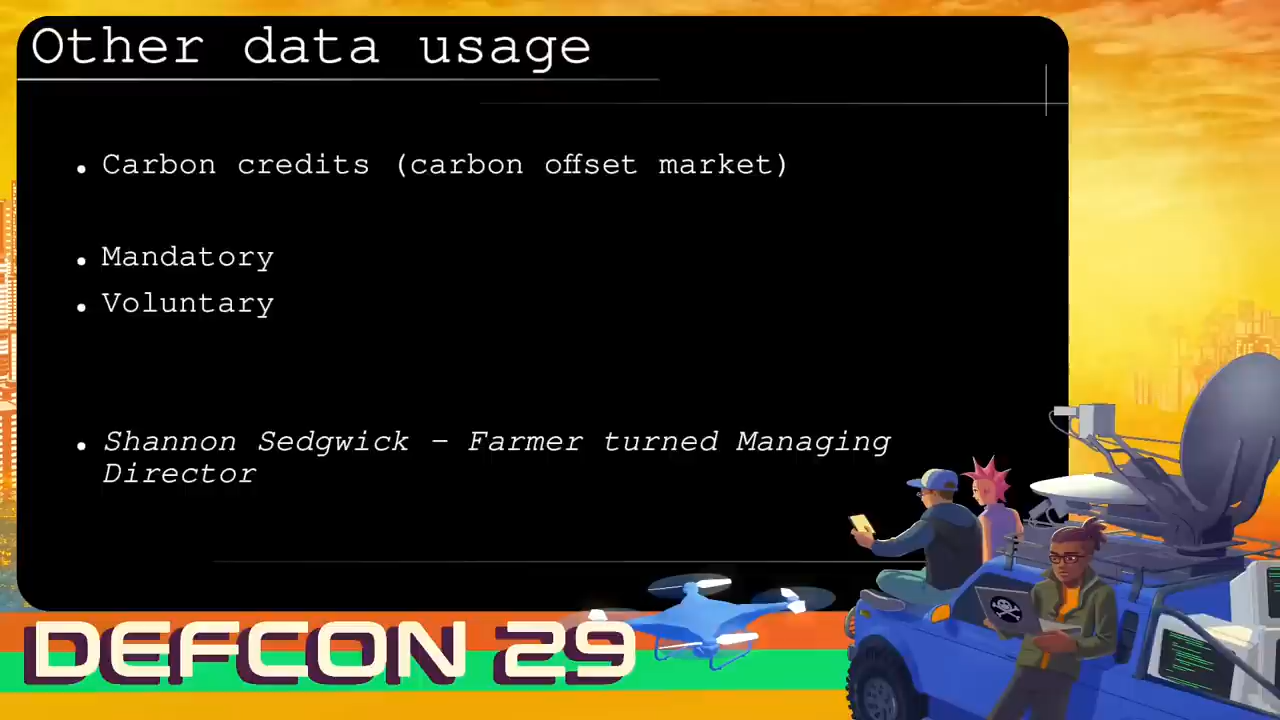 Other data usage
• Carbon credits (carbon offset market)
• Mandatory
• Voluntary
• Shannon Sedgwick – Farmer turned Managing
Director
DEFCON 29